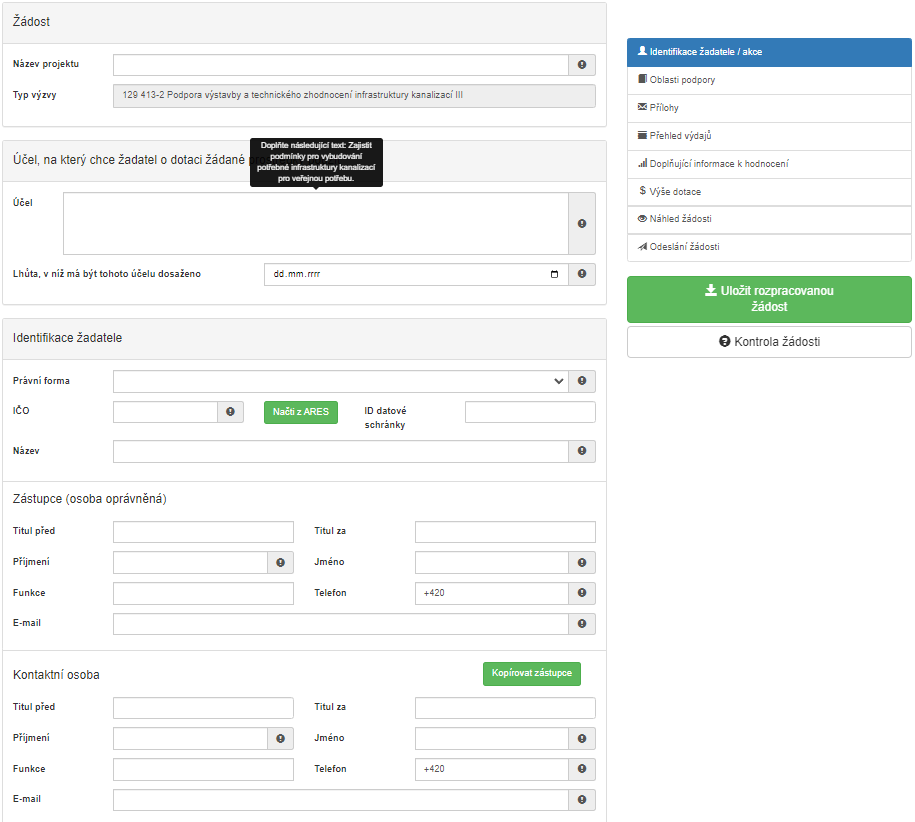 Žádost
Název projektu
Typ výzvy
129 413-2 Podpora výstavby a technického zhodnocení infrastruktury kanalizací III
Účel, na který chce žadatel o dotaci žádané
Doplňte následující text: Zajistit
podmínky pro vybudování
potřebné infrastruktury kanalizací
pro veřejnou potřebu.
Účel
Lhůta, v níž má být tohoto účelu dosaženo
dd.mm.rrrr
Identifikace žadatele
Právní forma
IČO
Načti z ARES
ID datové
schránky
Název
Zástupce (osoba oprávněná)
Titul před
Titul za
Příjmení
Jméno
Funkce
Telefon
+420
E-mail
Kontaktní osoba
Kopírovat zástupce
Titul před
Titul za
Příjmení
Jméno
Funkce
Telefon
+420
E-mail
Identifikace žadatele / akce
Oblasti podpory
Přílohy
Přehled výdajů
Doplňující informace k hodnocení
$ Výše dotace
Náhled žádosti
Odeslání žádosti
Uložit rozpracovanou
žádost
Kontrola žádosti